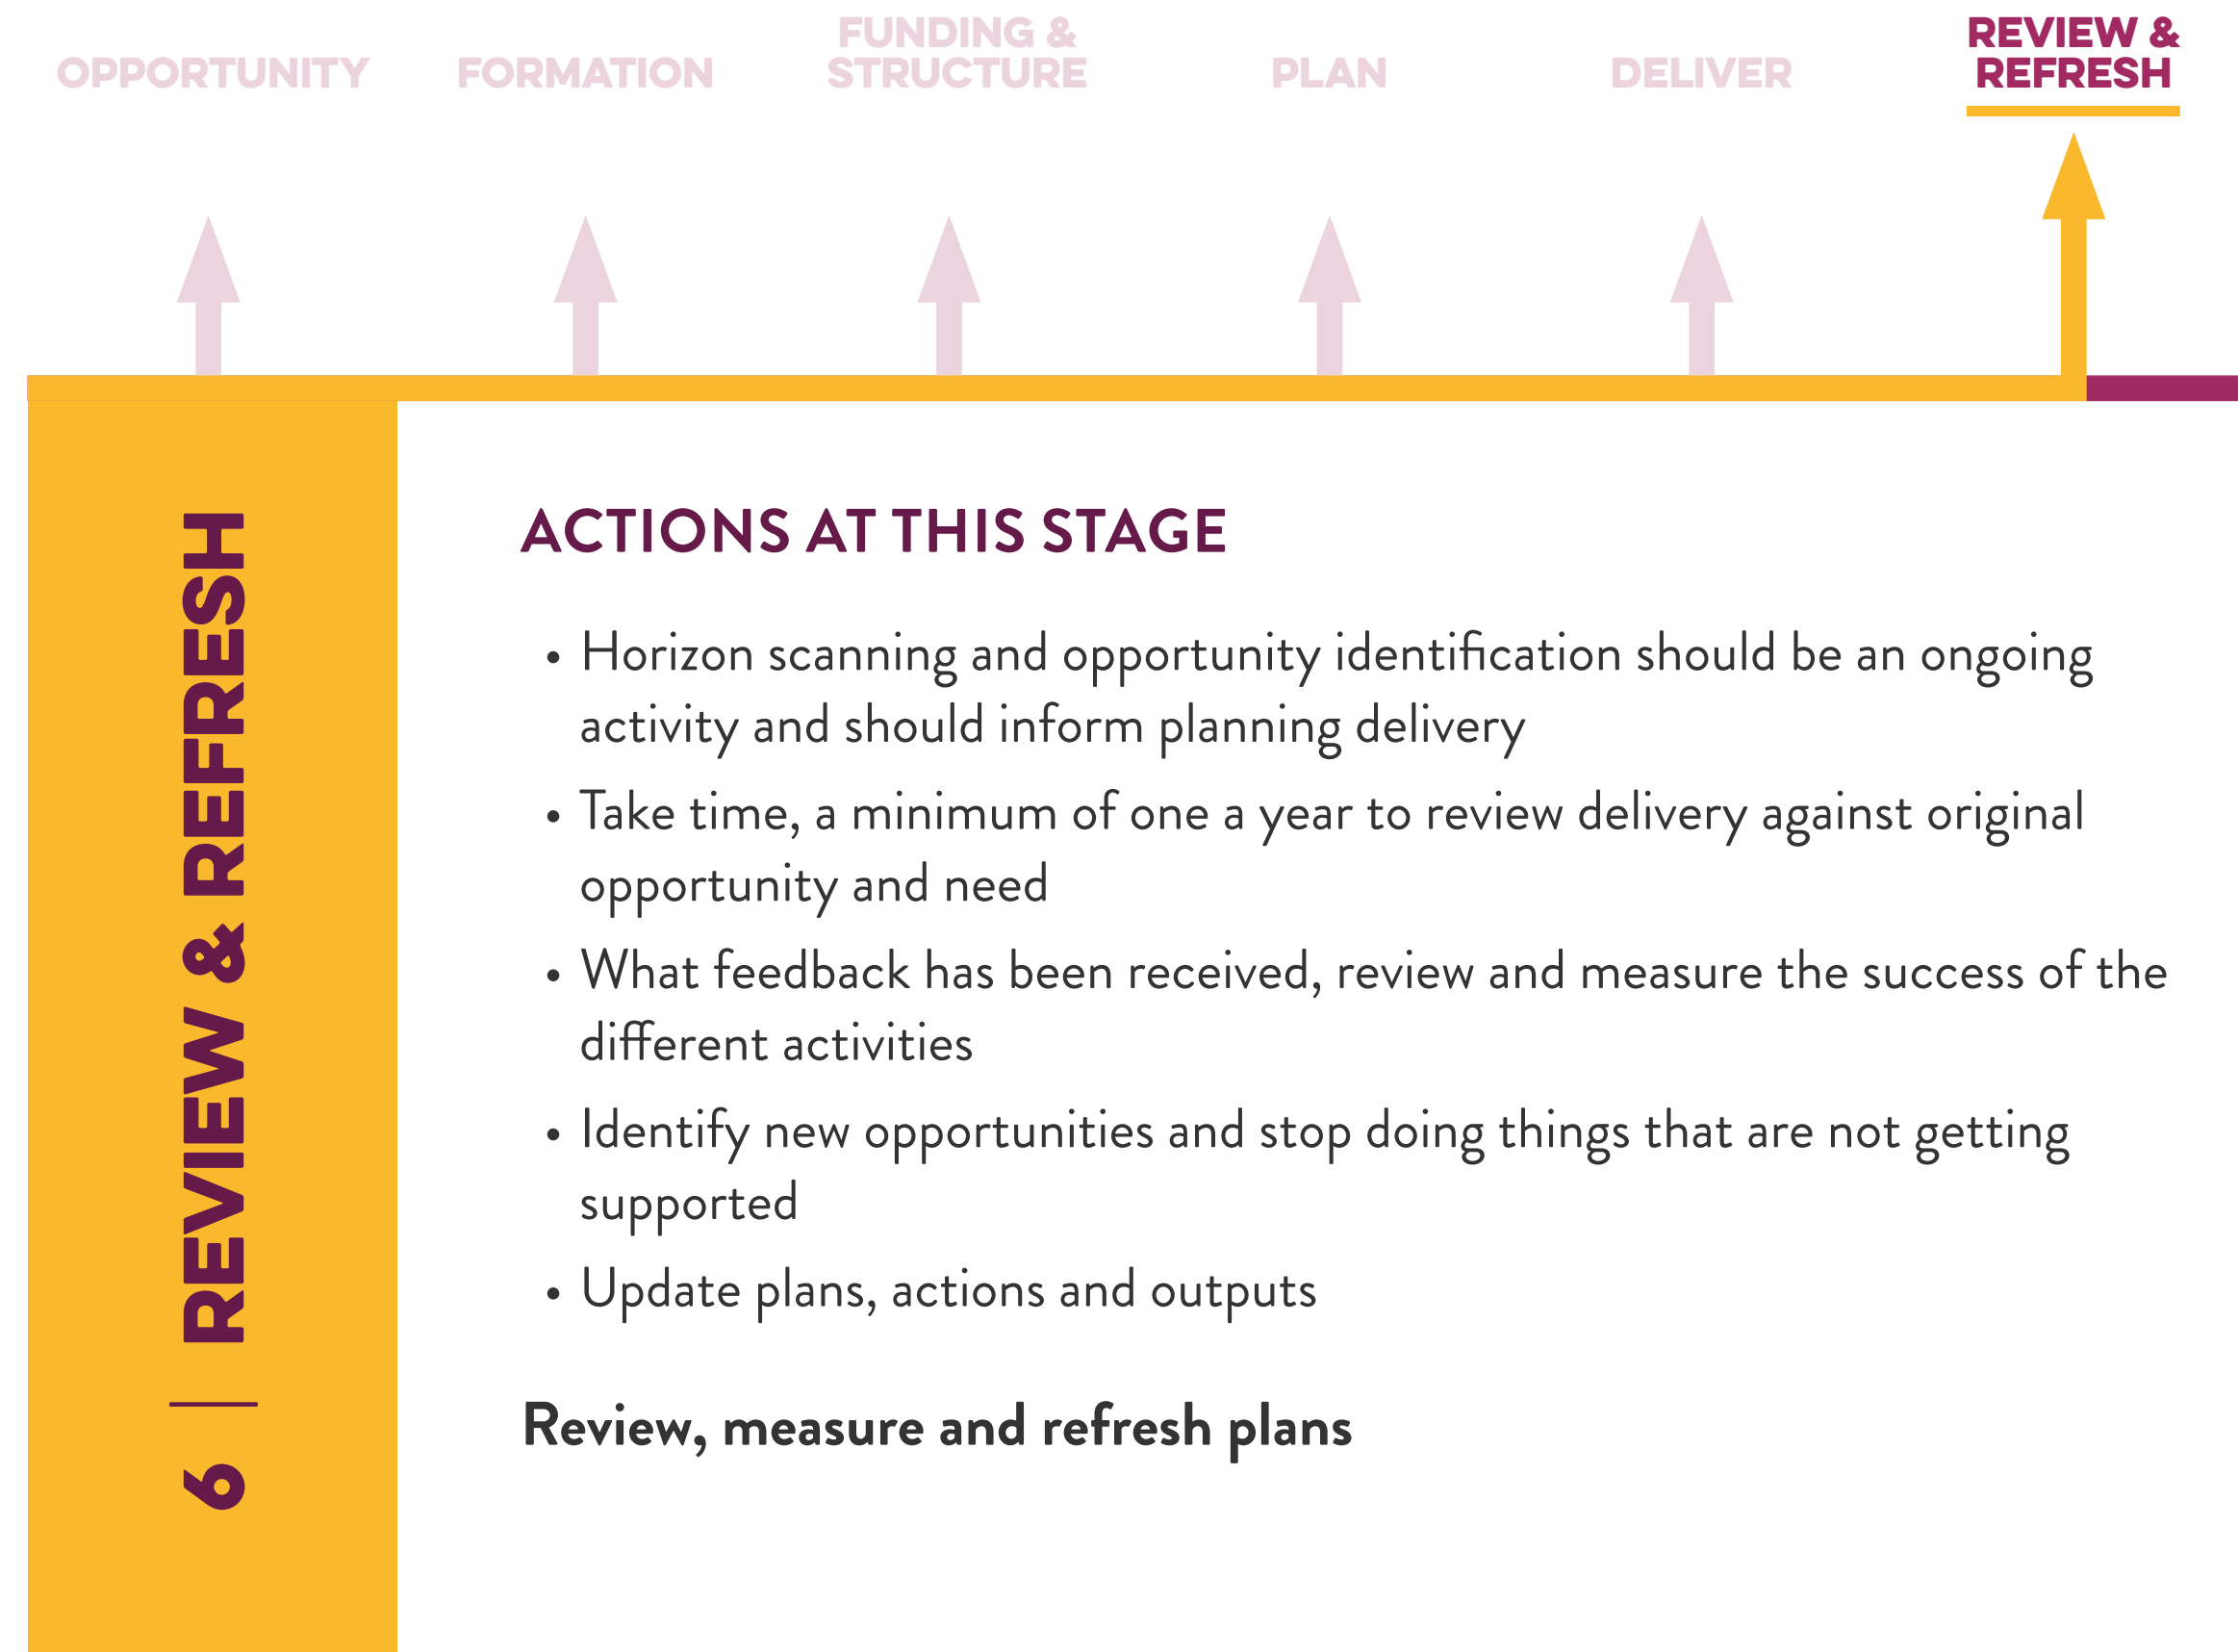 OPPORTUNITY
FORMATION
FUNDING &
STRUCTURE
PLAN
DELIVER
REVIEW &
REFRESH
6 | REVIEW & REFRESH
ACTIONS AT THIS STAGE
• Horizon scanning and opportunity identification should be an ongoing
activity and should inform planning delivery
• Take time, a minimum of one a year to review delivery against original
opportunity and need
• What feedback has been received, review and measure the success of the
different activities
• Identify new opportunities and stop doing things that are not getting
supported
• Update plans, actions and outputs
Review, measure and refresh plans